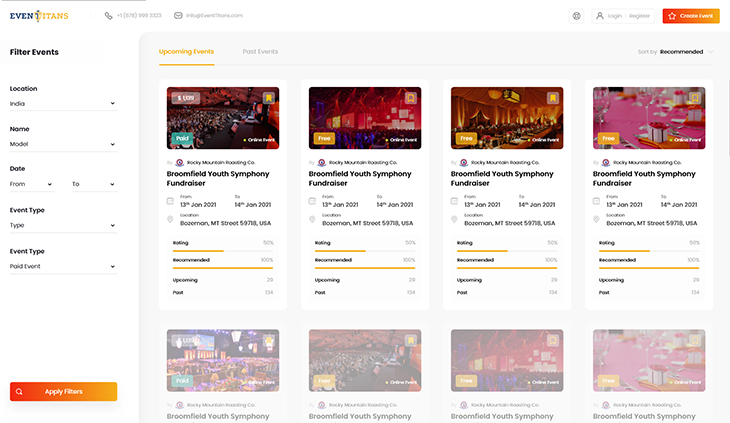 EVENTITANS
+1 (678) 999 3323
Info@EventTitans.com
Login | Register
Create Event
Filter Events
Location
India
Name
Model
Date
From To
Event Type
Type
Event Type
Paid Event
Apply Filters
Upcoming Events Past Events
Sort by Recommended
Paid
Online Event
By Rocky Mountain Roasting Co.
Broomfield Youth Symphony
Fundraiser
From To
13th Jan 2021 14th Jan 2021
Location
Bozeman, MT Street 59718, USA
Rating 50%
Recommended 100%
Upcoming 29
Past 134
Free
Online Event
By Rocky Mountain Roasting Co.
Broomfield Youth Symphony
Fundraiser
From To
13th Jan 2021 14th Jan 2021
Location
Bozeman, MT Street 59718, USA
Rating 50%
Recommended 100%
Upcoming 29
Past 134
Free
Online Event
By Rocky Mountain Roasting Co.
Broomfield Youth Symphony
Fundraiser
From To
13th Jan 2021 14th Jan 2021
Location
Bozeman, MT Street 59718, USA
Rating 50%
Recommended 100%
Upcoming 29
Past 134
Free
Online Event
By Rocky Mountain Roasting Co.
Broomfield Youth Symphony
Fundraiser
From To
13th Jan 2021 14th Jan 2021
Location
Bozeman, MT Street 59718, USA
Rating 50%
Recommended 100%
Upcoming 29
Past 134
Paid
Online Event
By Rocky Mountain Roasting Co.
Broomfield Youth Symphony
Free
Online Event
By Rocky Mountain Roasting Co.
Broomfield Youth Symphony
Free
Online Event
By Rocky Mountain Roasting Co.
Broomfield Youth Symphony
Free
Online Event
By Rocky Mountain Roasting Co.
Broomfield Youth Symphony